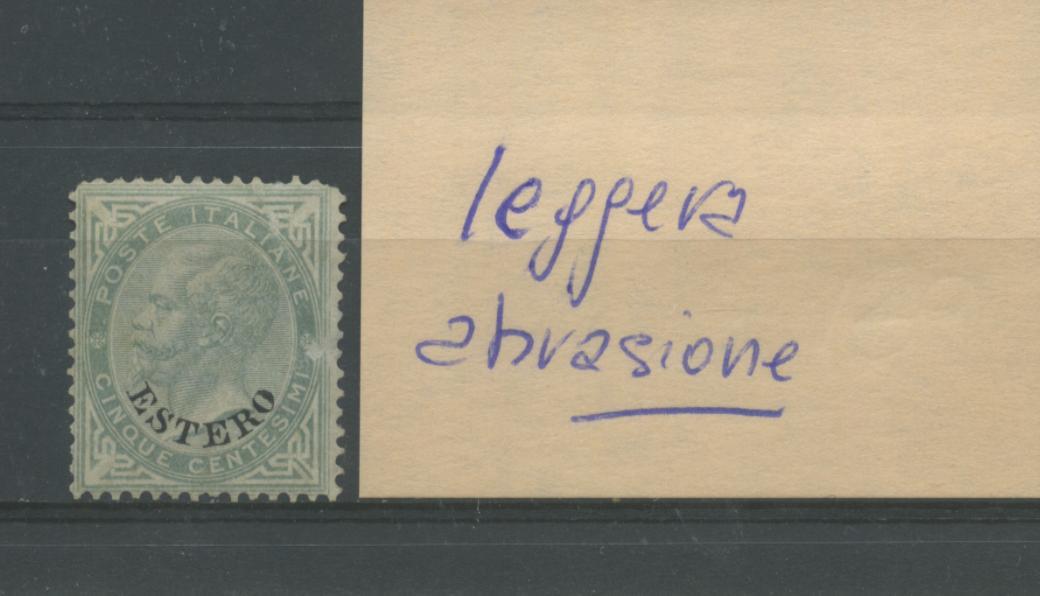 POSTE ITALIANE
ESTERO
CINQUE CENTESIMI
leggera
abrasione